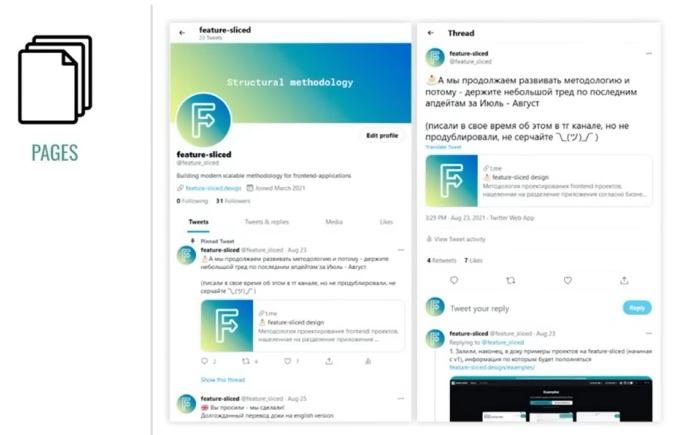 PAGES
feature-sliced
23 Tweets
Structural methodology
Edit profile
feature-sliced
@feature_sliced
Building modern scalable methodology for frontend-applications
feature-sliced.design Joined March 2021
0 Following 31 Followers
Tweets Tweets & replies Media Likes
Pinned Tweet
feature-sliced @feature_sliced · Aug 23
А мы продолжаем развивать методологию и потому - держите
небольшой тред по последним апдейтам за Июль - Август
(писали в свое время об этом в тг канале, но не продублировали, не
серчайте ¯\_(ツ)_/¯ )
t.me
feature-sliced design
Методология проектирования frontend проектов,
нацеленная на разделение приложения ...
2 4 7
Show this thread
feature-sliced @feature_sliced · Aug 25
🇬🇧 Вы просили - мы сделали!
Долгожданный перевод доки на english version
Thread
feature-sliced
@feature_sliced
А мы продолжаем развивать методологию и
потому - держите небольшой тред по последним
апдейтам за Июль - Август
(писали в свое время об этом в тг канале, но не
продублировали, не серчайте ¯\_(ツ)_/¯ )
Translate Tweet
t.me
feature-sliced design
Методология проектирования frontend проектов,
нацеленная на разделение приложения согласно бизне...
3:29 PM · Aug 23, 2021 · Twitter Web App
View Tweet activity
4 Retweets 7 Likes
Tweet your reply
Reply
feature-sliced @feature_sliced · Aug 23
Replying to @feature_sliced
1. Залили, наконец, в доку примеры проектов на feature-sliced (начиная
с v1), информация по которым будет пополняться
feature-sliced.design/examples/
Examples